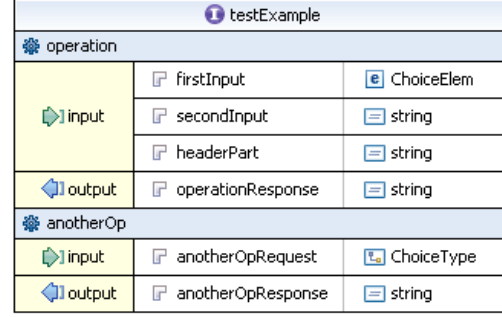 testExample
operation
input
firstInput ChoiceElem
secondInput string
headerPart string
output operationResponse string
anotherOp
input anotherOpRequest ChoiceType
output anotherOpResponse string